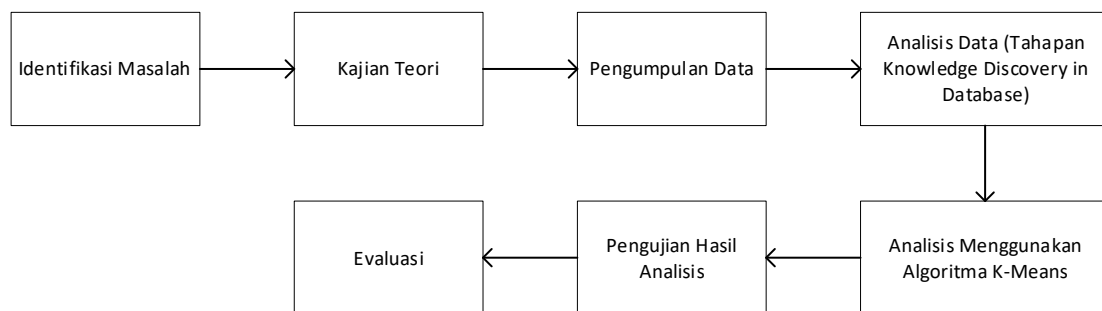 Identifikasi Masalah
Kajian Teori
Pengumpulan Data
Analisis Data (Tahapan
Knowledge Discovery in
Database)
Analisis Menggunakan
Algoritma K-Means
Pengujian Hasil
Analisis
Evaluasi